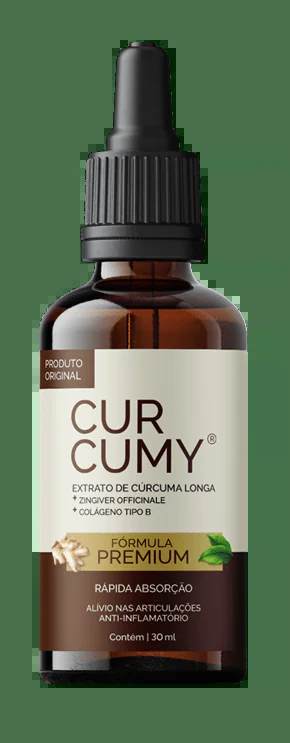 PRODUTO
ORIGINAL
CUR
CUMY®
EXTRATO DE CÚRCUMA LONGA
+ ZINGIVER OFFICINALE
+ COLÁGENO TIPO B
FÓRMULA
PREMIUM
RÁPIDA ABSORÇÃO
ALÍVIO NAS ARTICULAÇÕES
ANTI-INFLAMATÓRIO
Contém | 30 ml